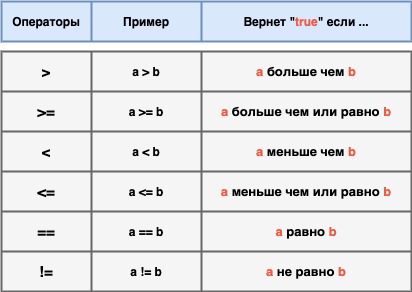 Операторы Пример Вернет "true" если ...
> a > b a больше чем b
>= a >= b a больше чем или равно b
< a < b a меньше чем b
<= a <= b a меньше чем или равно b
== a == b a равно b
!= a != b a не равно b